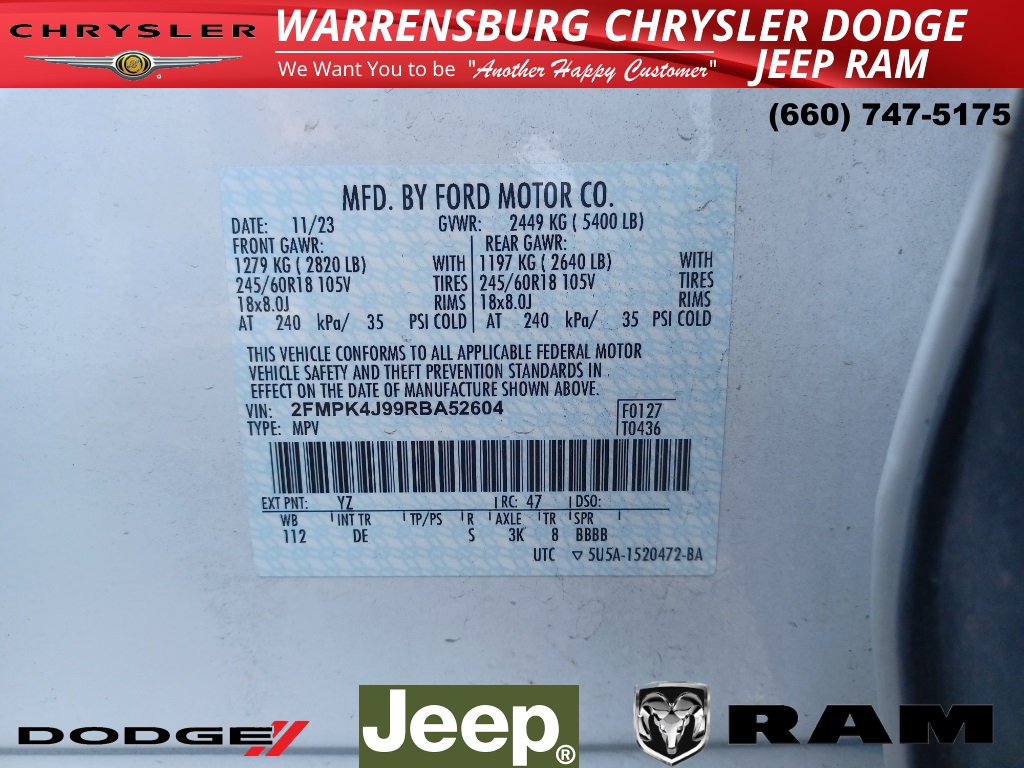 CHRYSLER
WARRENSBURG CHRYSLER DODGE
JEEP RAM
We Want You to be "Another Happy Customer"
(660) 747-5175
MFD. BY FORD MOTOR CO.
DATE: 11/23 GVWR: 2449 KG ( 5400 LB)
FRONT GAWR: REAR GAWR:
1279 KG ( 2820 LB) WITH 1197 KG ( 2640 LB) WITH
245/60R18 105V TIRES 245/60R18 105V TIRES
18x8.0J RIMS 18x8.0J RIMS
AT 240 kPa/ 35 PSI COLD AT 240 kPa/ 35 PSI COLD
THIS VEHICLE CONFORMS TO ALL APPLICABLE FEDERAL MOTOR
VEHICLE SAFETY AND THEFT PREVENTION STANDARDS IN
EFFECT ON THE DATE OF MANUFACTURE SHOWN ABOVE.
VIN: 2FMPK4J99RBA52604 F0127
TYPE: MPV T0436
EXT PNT: YZ RC: 47 DSO:
WB INT TR TP/PS R AXLE TR SPR
112 DE S 3K 8 BBBB
UTC ▽ 5U5A-1520472-BA
DODGE Jeep® RAM